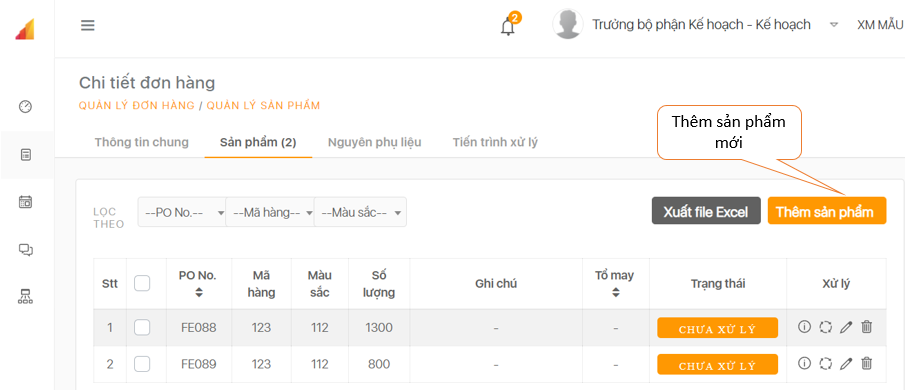 2
Trưởng bộ phận Kế hoạch - Kế hoạch
XM MẪU
Chi tiết đơn hàng
QUẢN LÝ ĐƠN HÀNG / QUẢN LÝ SẢN PHẨM
Thông tin chung
Sản phẩm (2)
Nguyên phụ liệu
Tiến trình xử lý
Thêm sản phẩm
mới
LỌC
THEO
--PO No.--
--Mã hàng--
--Màu sắc--
Xuất file Excel
Thêm sản phẩm
Stt PO No. Mã hàng Màu sắc Số lượng Ghi chú Tổ may Trạng thái Xử lý
1 FE088 123 112 1300 - - CHƯA XỬ LÝ
2 FE089 123 112 800 - - CHƯA XỬ LÝ